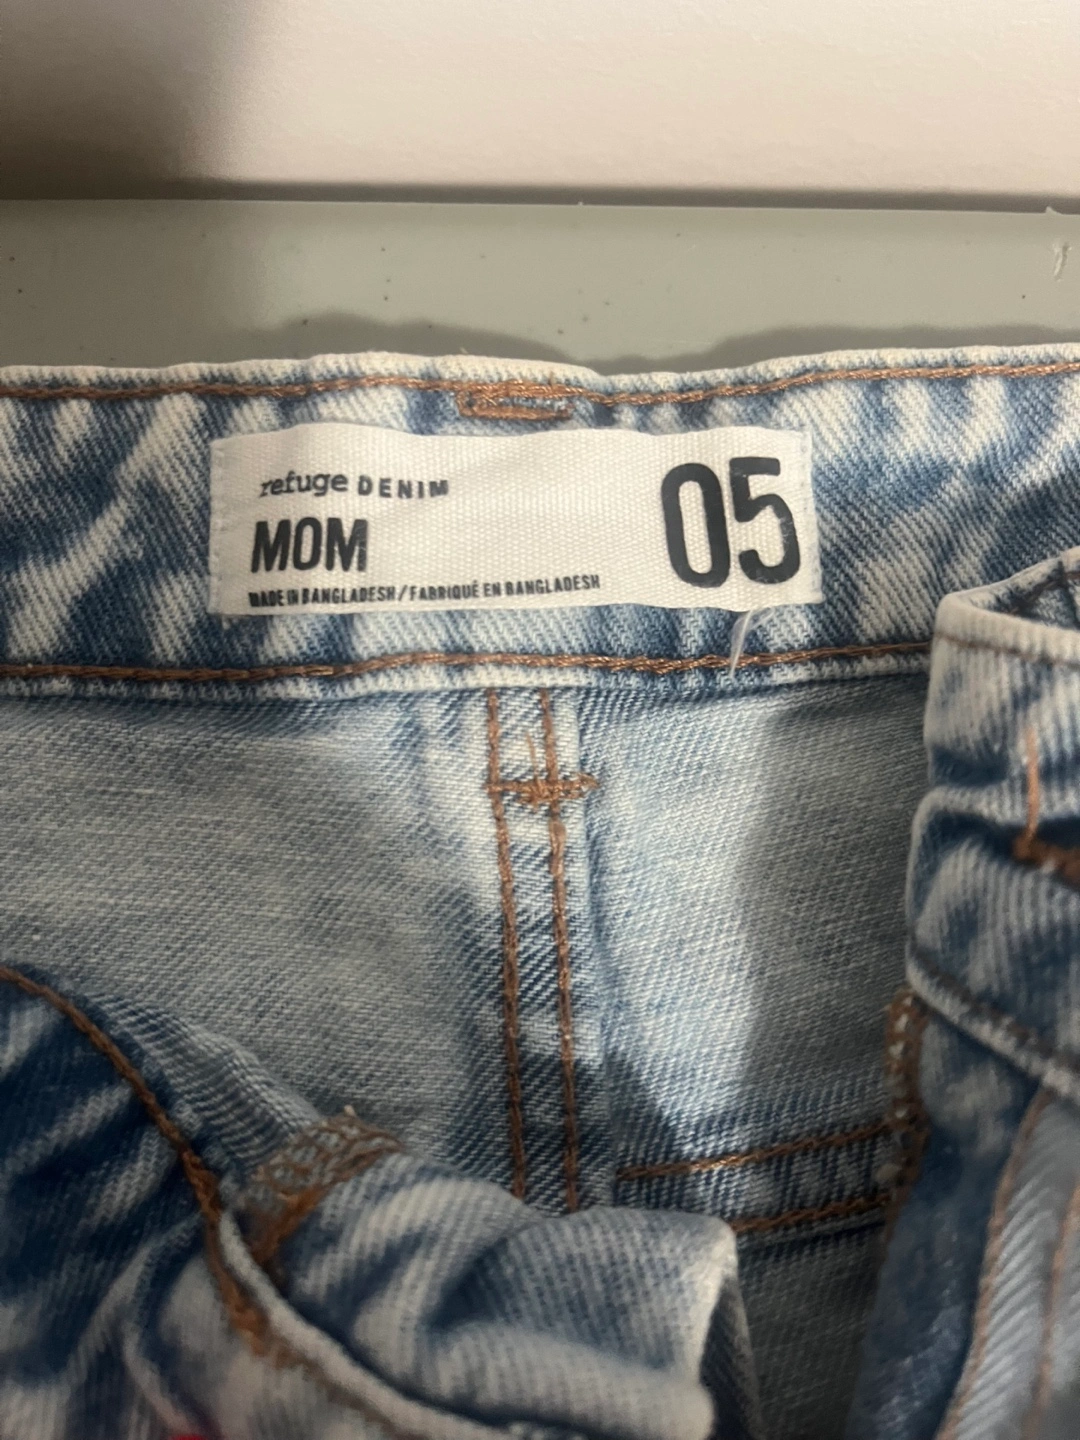 refuge DENIM
MOM
MADE IN BANGLADESH / FABRIQUÉ EN BANGLADESH
05